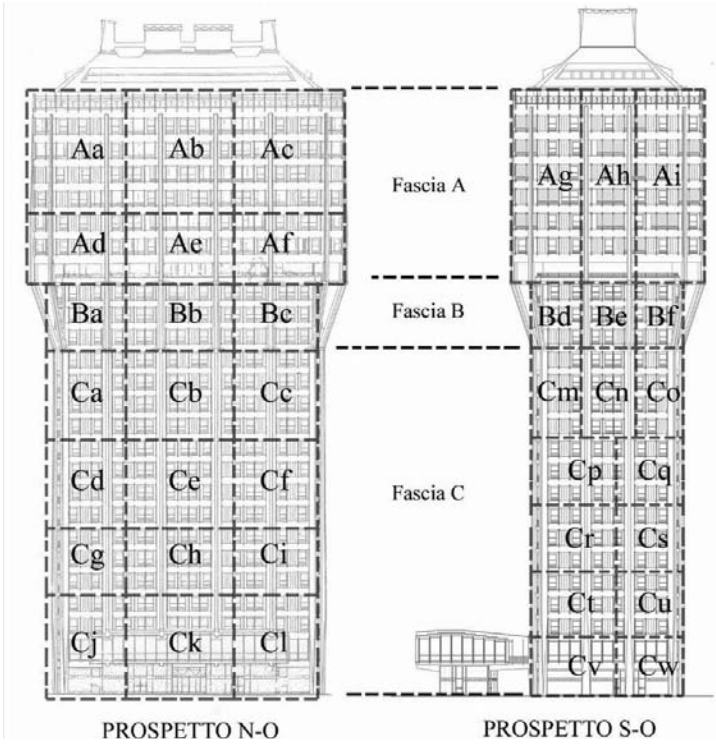 Aa Ab Ac
Ad Ae Af
Ba Bb Bc
Ca Cb Cc
Cd Ce Cf
Cg Ch Ci
Cj Ck Cl
PROSPETTO N-O
Fascia A
Fascia B
Fascia C
Ag Ah Ai
Bd Be Bf
Cm Cn Co
Cp Cq
Cr Cs
Ct Cu
Cv Cw
PROSPETTO S-O